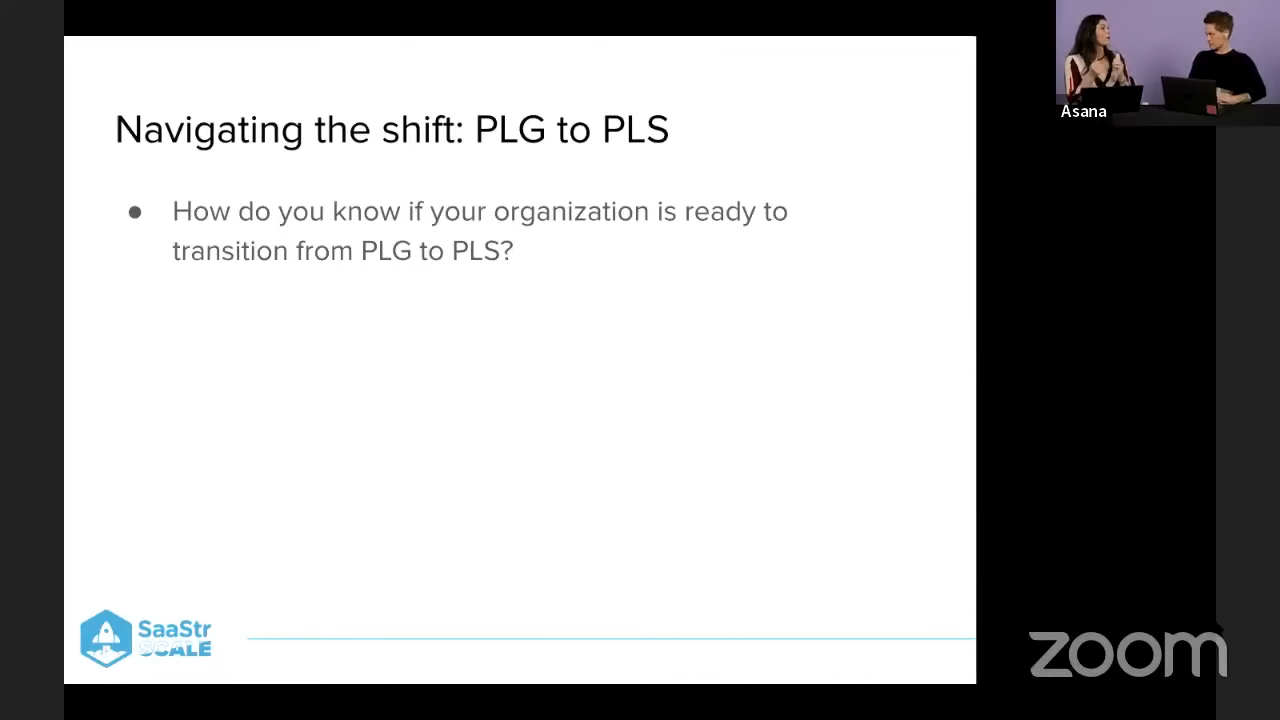 Navigating the shift: PLG to PLS
● How do you know if your organization is ready to
transition from PLG to PLS?
SaaStr
SCALE
Asana
zoom